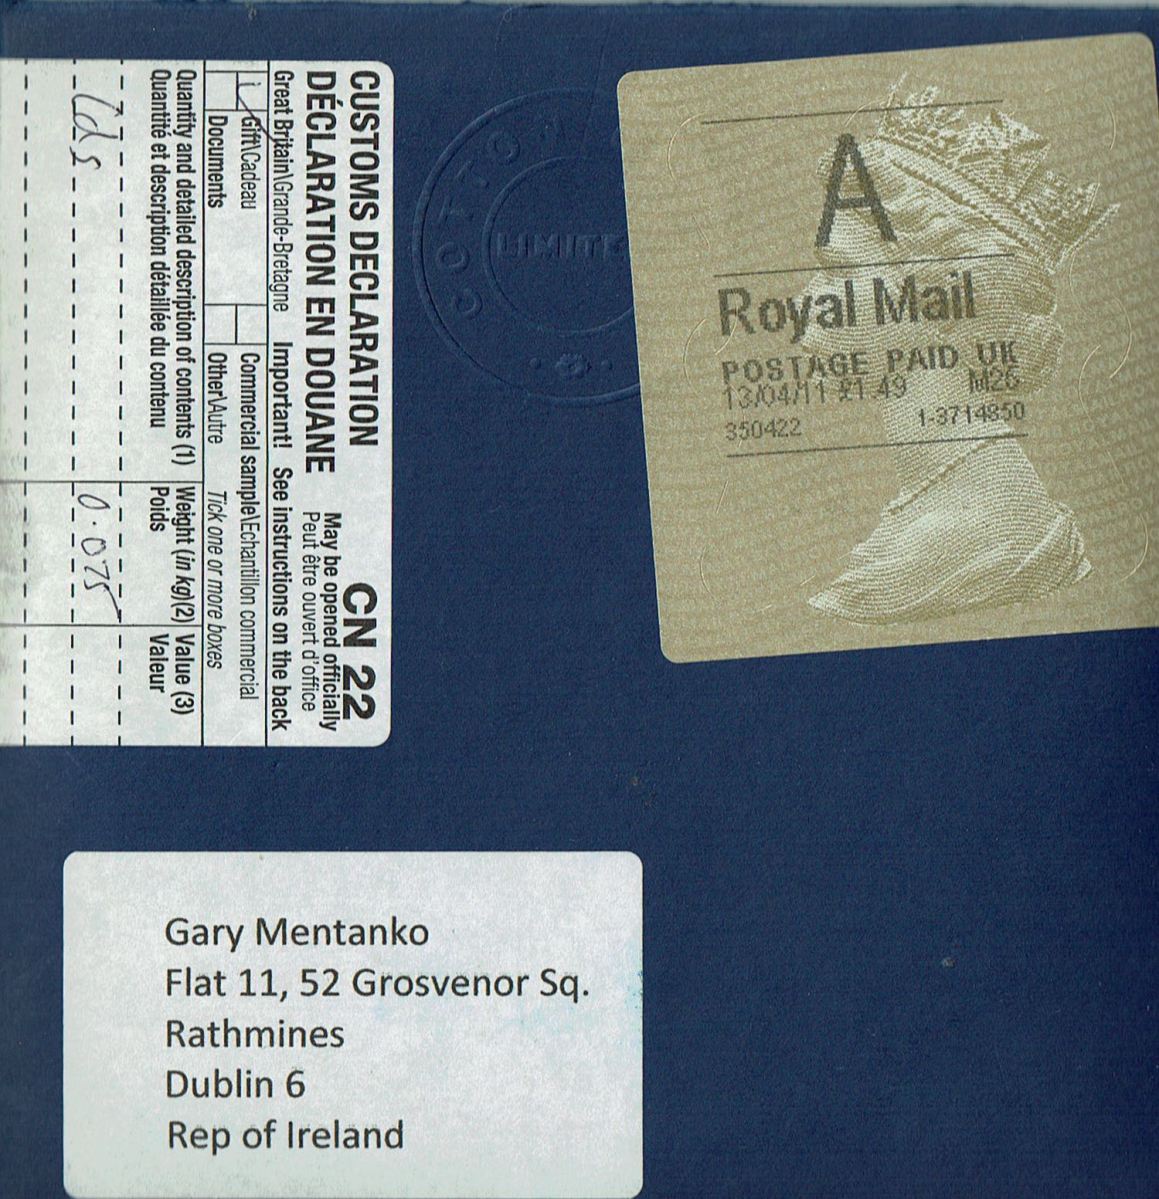 CUSTOMS DECLARATION
DÉCLARATION EN DOUANE
CN 22
May be opened officially
Peut être ouvert d'office
Great Britain\Grande-Bretagne Important! See instructions on the back
Gift\Cadeau
Commercial sample\Echantillon commercial
Documents
Other\Autre
Tick one or more boxes
Quantity and detailed description of contents (1)
Quantité et description détaillée du contenu
Weight (in kg)(2)
Poids
Value (3)
Valeur
0.075
LIMITE
A
Royal Mail
POSTAGE PAID UK
13/04/11 £1.49 M26
350422 1-3714850
Gary Mentanko
Flat 11, 52 Grosvenor Sq.
Rathmines
Dublin 6
Rep of Ireland